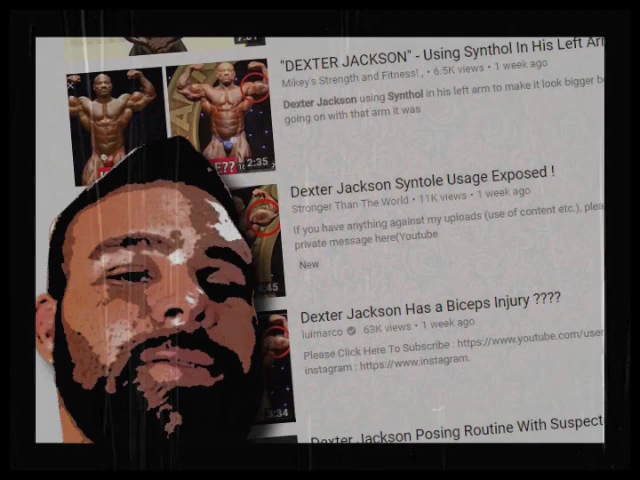 "DEXTER JACKSON" - Using Synthol In His Left Ar
Mikey's Strength and Fitness! , • 6.5K views • 1 week ago
Dexter Jackson using Synthol in his left arm to make it look bigger b
going on with that arm it was
E?? 2:35
Dexter Jackson Syntole Usage Exposed !
Stronger Than The World • 11K views • 1 week ago
If you have anything against my uploads (use of content etc.), plea
private message here(Youtube
New
:45
Dexter Jackson Has a Biceps Injury ????
luimarco 63K views • 1 week ago
Please Click Here To Subscribe : https://www.youtube.com/user
instagram : https://www.instagram.
3:34
Dexter Jackson Posing Routine With Suspect